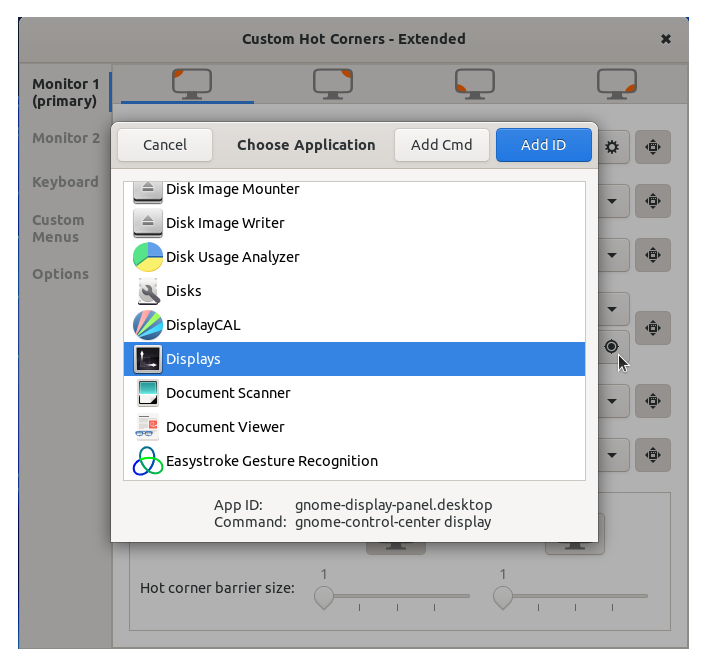 Custom Hot Corners - Extended
Monitor 1
(primary)
Monitor 2
Keyboard
Custom
Menus
Options
Cancel
Choose Application
Add Cmd
Add ID
Disk Image Mounter
Disk Image Writer
Disk Usage Analyzer
Disks
DisplayCAL
Displays
Document Scanner
Document Viewer
Easystroke Gesture Recognition
App ID: gnome-display-panel.desktop
Command: gnome-control-center display
Hot corner barrier size: 1 1